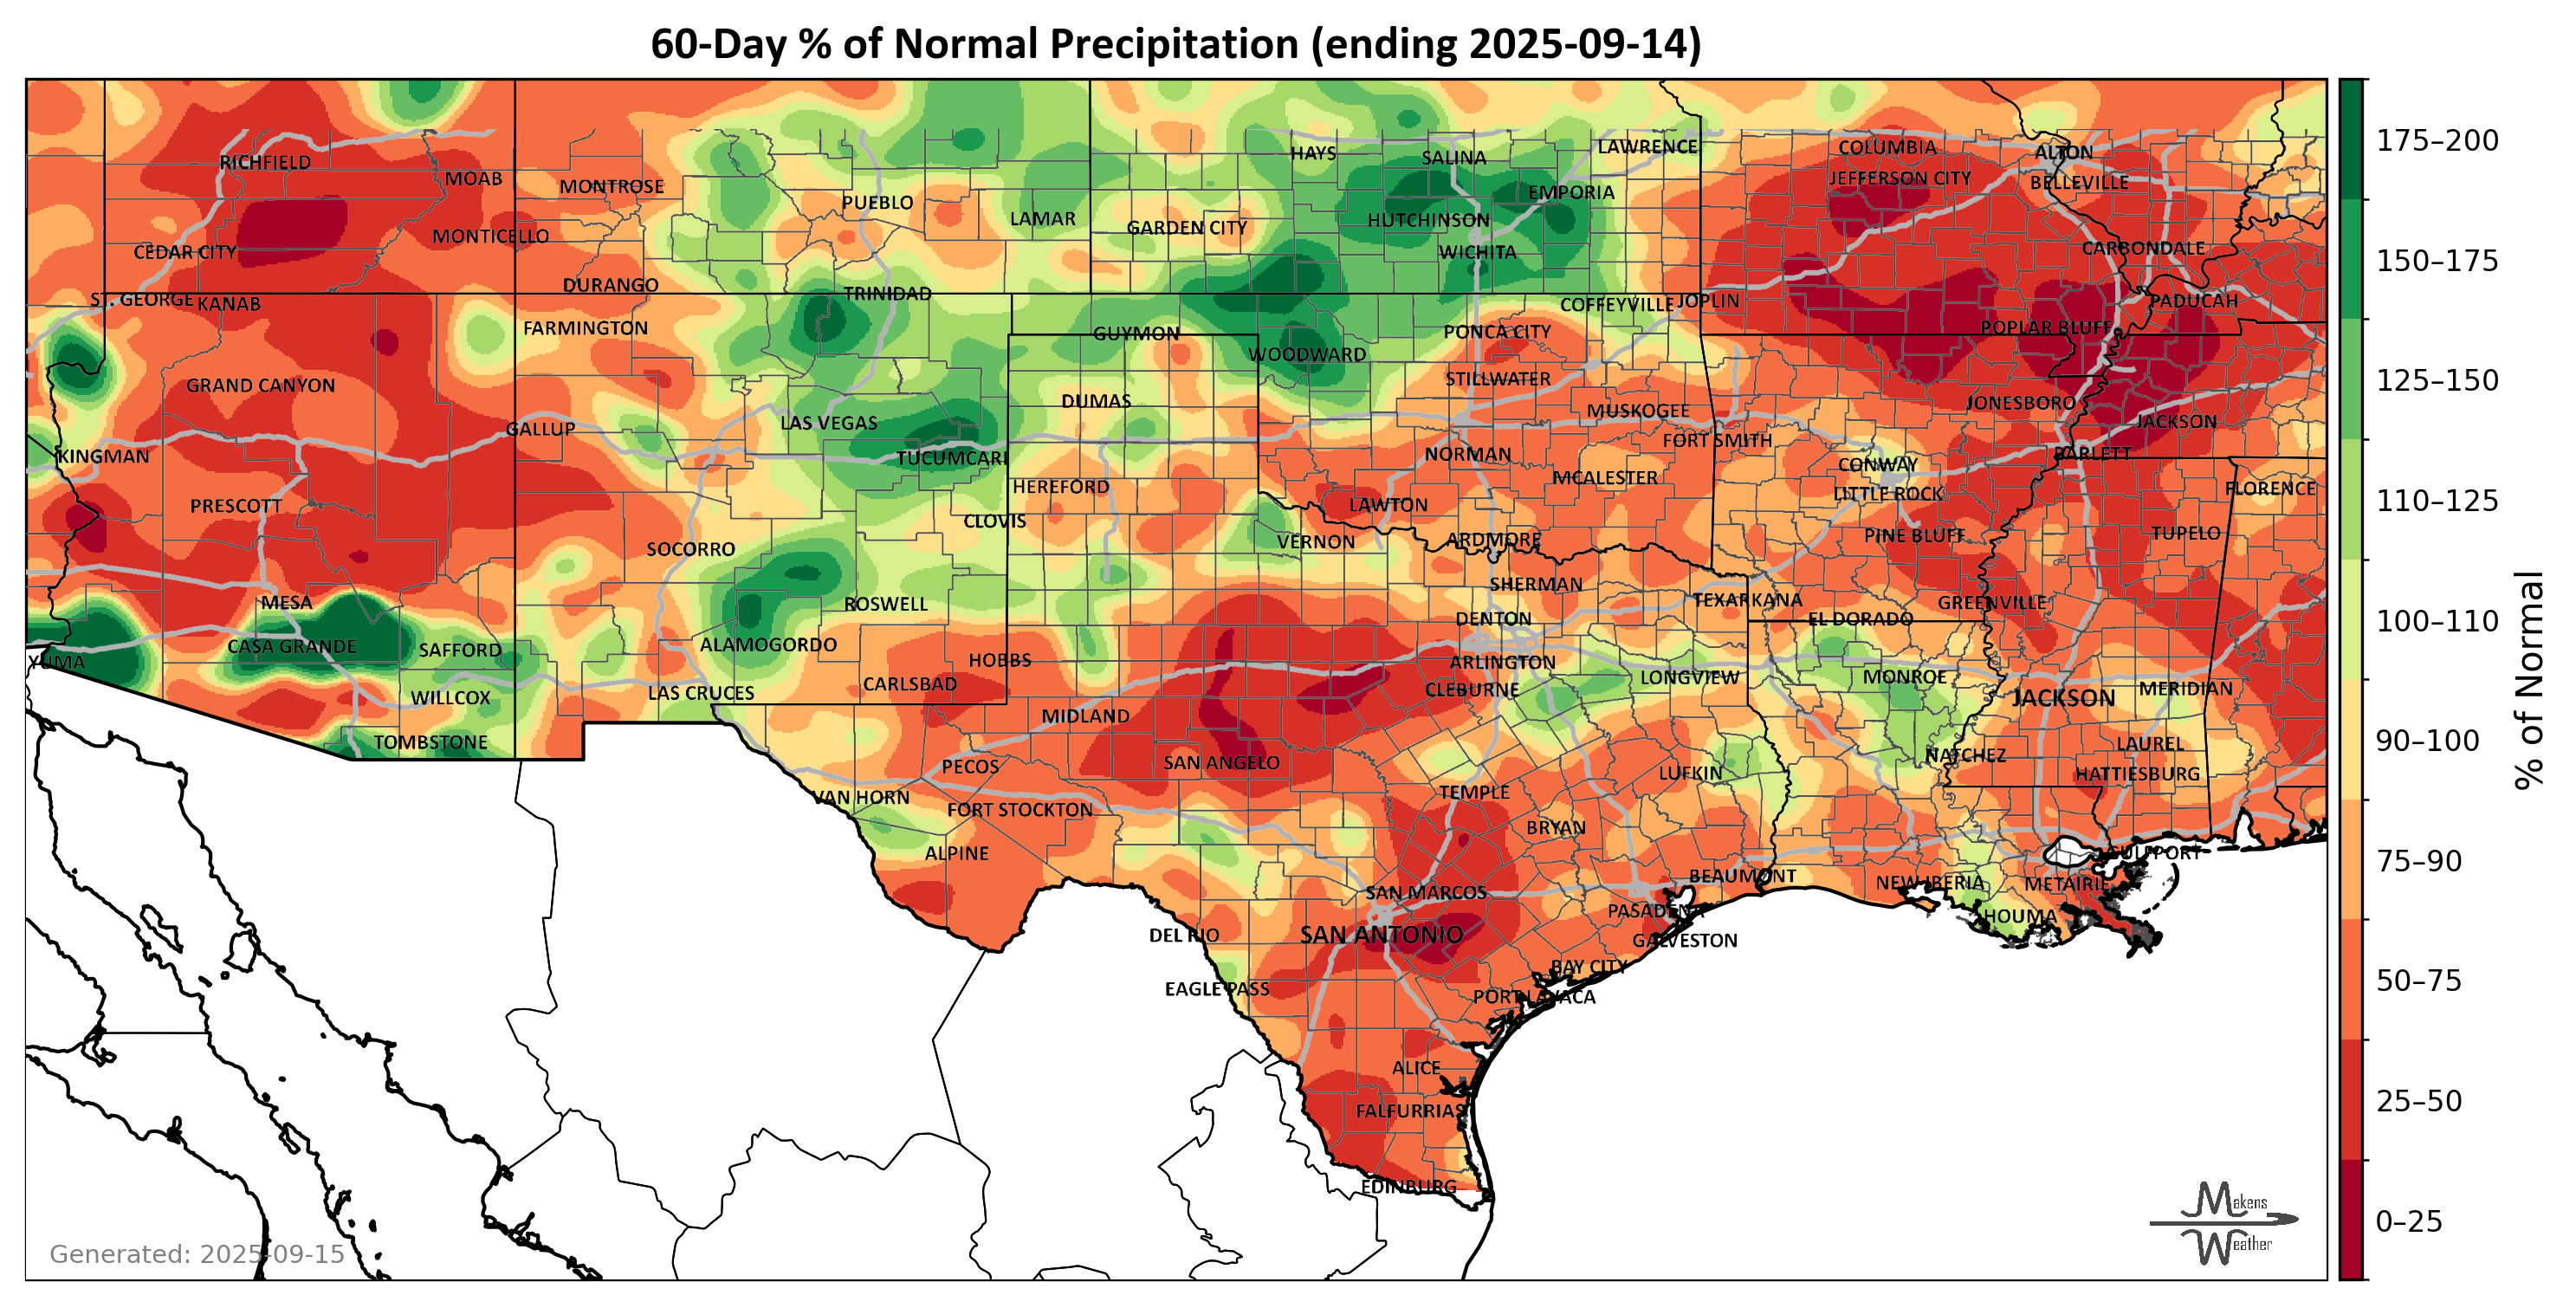 60-Day % of Normal Precipitation (ending 2025-09-14)
HAYS
SALINA
LAWRENCE
COLUMBIA
ALTON
RICHFIELD
MOAB
MONTROSE
JEFFERSON CITY
BELLEVILLE
PUEBLO
EMPORIA
LAMAR
GARDEN CITY
HUTCHINSON
MONTICELLO
CEDAR CITY
WICHITA
CARBONDALE
DURANGO
TRINIDAD
ST. GEORGE
KANAB
COFFEYVILLE
JOPLIN
PADUCAH
FARMINGTON
GUYMON
PONCA CITY
POPLAR BLUFF
WOODWARD
GRAND CANYON
STILLWATER
DUMAS
MUSKOGEE
JONESBORO
LAS VEGAS
JACKSON
GALLUP
FORT SMITH
KINGMAN
TUCUMCARI
NORMAN
BARLETT
CONWAY
HEREFORD
MCALESTER
LITTLE ROCK
FLORENCE
PRESCOTT
LAWTON
CLOVIS
PINE BLUFF
TUPELO
SOCORRO
VERNON
ARDMORE
SHERMAN
MESA
ROSWELL
TEXARKANA
GREENVILLE
DENTON
EL DORADO
CASA GRANDE
SAFFORD
ALAMOGORDO
YUMA
HOBBS
ARLINGTON
LONGVIEW
MONROE
CARLSBAD
CLEBURNE
LAS CRUCES
WILLCOX
JACKSON
MERIDIAN
MIDLAND
TOMBSTONE
LAUREL
NATCHEZ
PECOS
SAN ANGELO
LUFKIN
HATTIESBURG
VAN HORN
TEMPLE
FORT STOCKTON
BRYAN
ALPINE
GULFPORT
BEAUMONT
NEW IBERIA
METAIRIE
SAN MARCOS
PASADENA
HOUMA
DEL RIO
SAN ANTONIO
GALVESTON
BAY CITY
EAGLE PASS
PORT LAVACA
ALICE
FALFURRIAS
EDINBURG
Generated: 2025-09-15
Makens
Weather
175–200
150–175
125–150
110–125
100–110
90–100
75–90
50–75
25–50
0–25
% of Normal